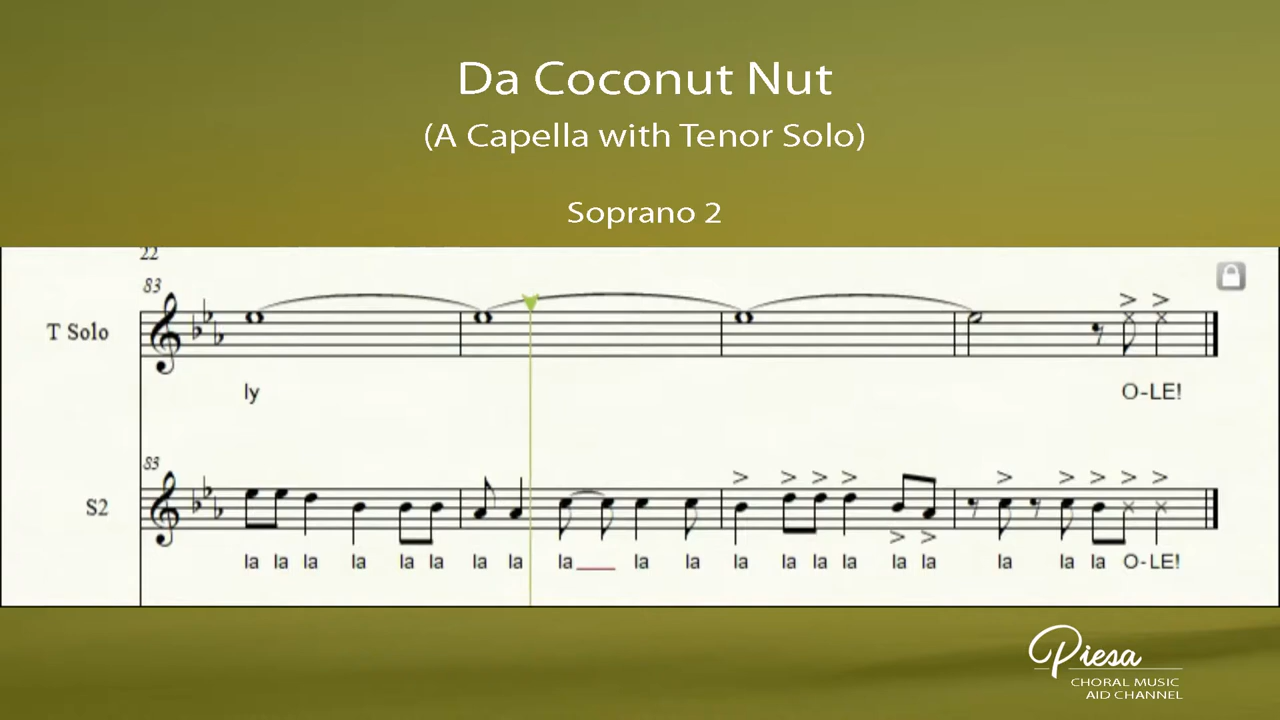 Da Coconut Nut
(A Capella with Tenor Solo)
Soprano 2
22
83
T Solo
ly O-LE!
83
S2
la la la la la la la la la la la la la la la la la la la la O-LE!
Piesa
CHORAL MUSIC
AID CHANNEL